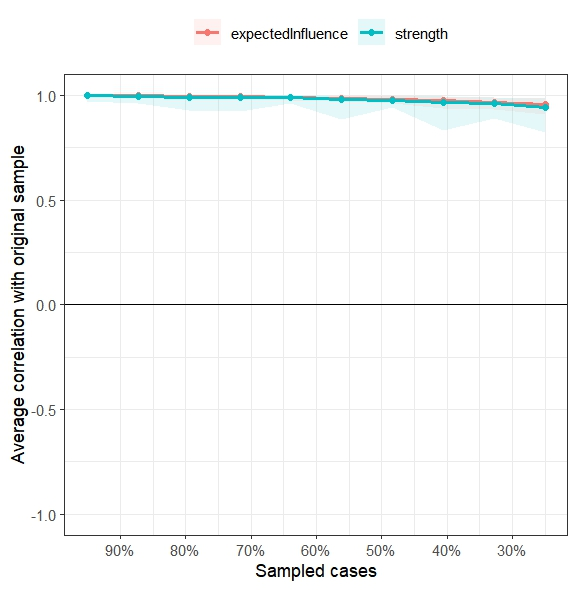 expectedInfluence strength
Average correlation with original sample
1.0
0.5
0.0
-0.5
-1.0
90% 80% 70% 60% 50% 40% 30%
Sampled cases